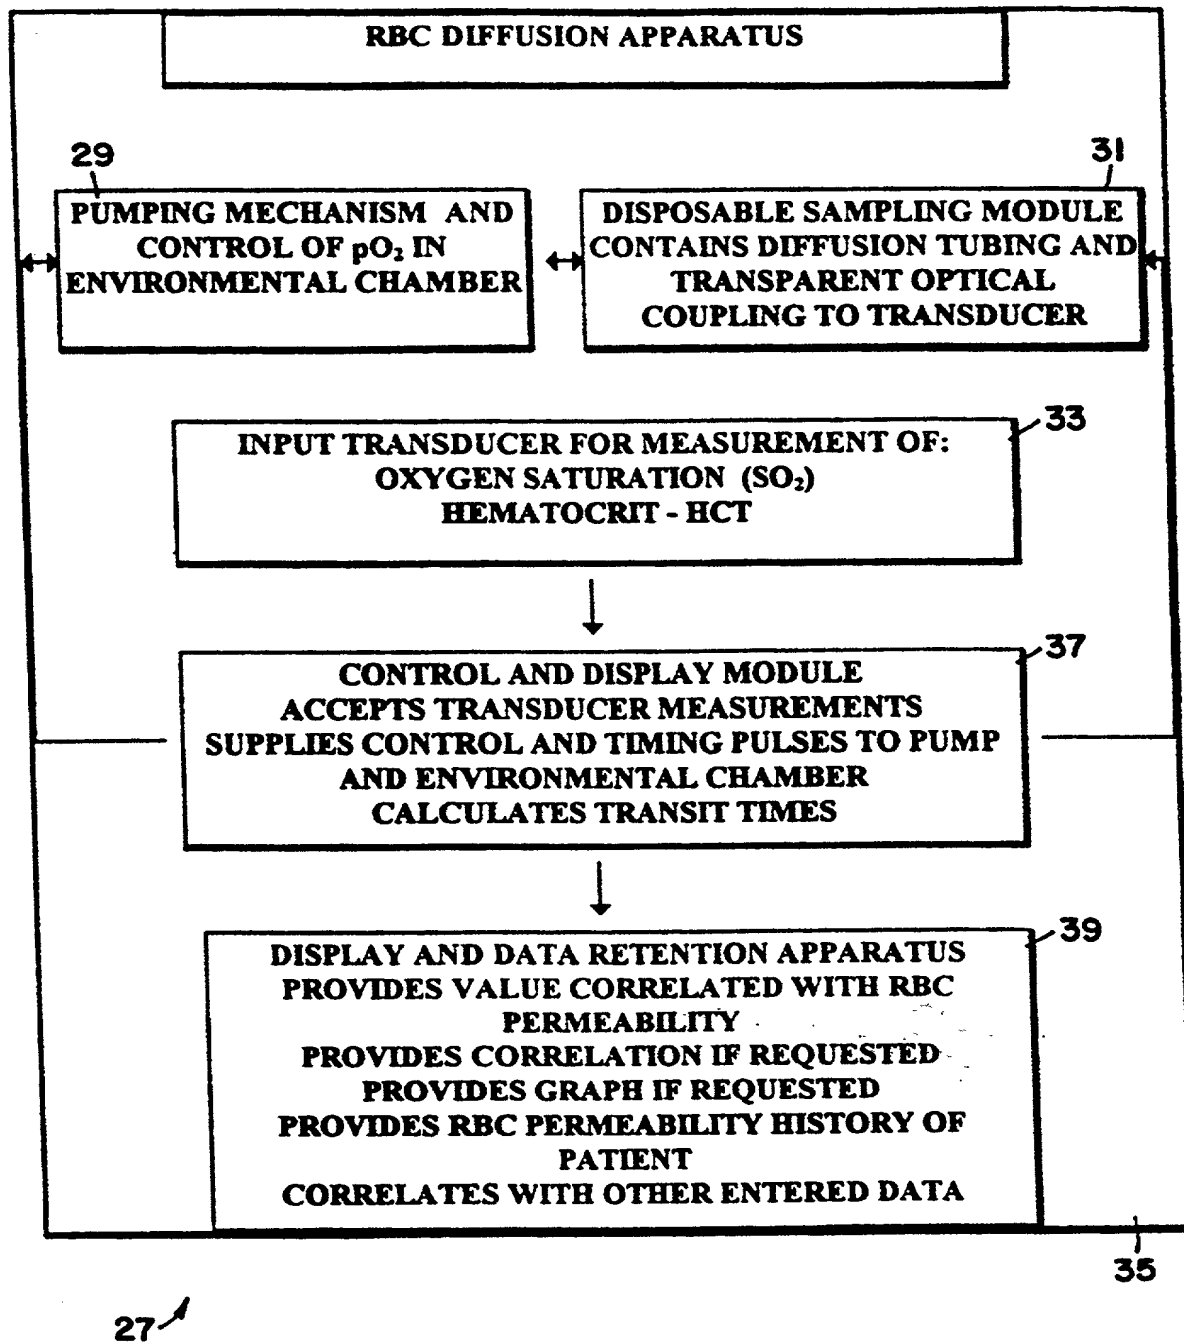 RBC DIFFUSION APPARATUS
29
31
PUMPING MECHANISM AND
CONTROL OF pO₂ IN
ENVIRONMENTAL CHAMBER
DISPOSABLE SAMPLING MODULE
CONTAINS DIFFUSION TUBING AND
TRANSPARENT OPTICAL
COUPLING TO TRANSDUCER
33
INPUT TRANSDUCER FOR MEASUREMENT OF:
OXYGEN SATURATION (SO₂)
HEMATOCRIT - HCT
37
CONTROL AND DISPLAY MODULE
ACCEPTS TRANSDUCER MEASUREMENTS
SUPPLIES CONTROL AND TIMING PULSES TO PUMP
AND ENVIRONMENTAL CHAMBER
CALCULATES TRANSIT TIMES
39
DISPLAY AND DATA RETENTION APPARATUS
PROVIDES VALUE CORRELATED WITH RBC
PERMEABILITY
PROVIDES CORRELATION IF REQUESTED
PROVIDES GRAPH IF REQUESTED
PROVIDES RBC PERMEABILITY HISTORY OF
PATIENT
CORRELATES WITH OTHER ENTERED DATA
35
27